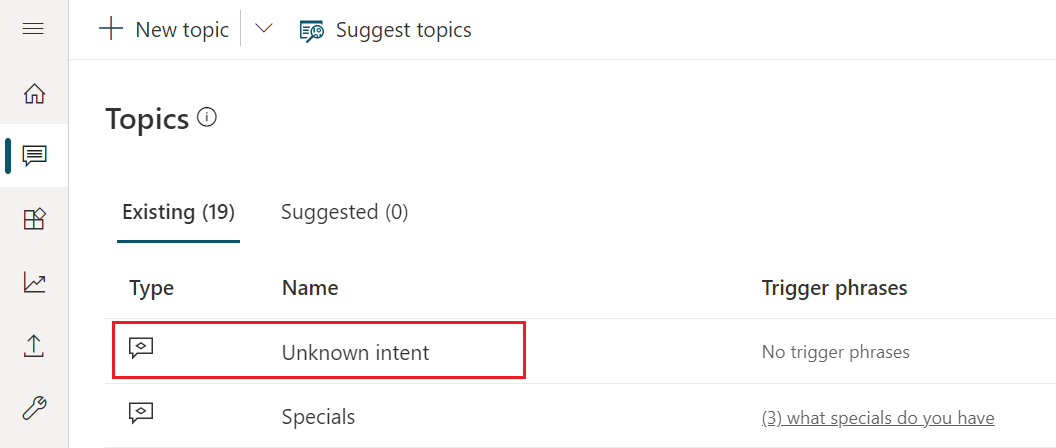 New topic Suggest topics
Topics
Existing (19) Suggested (0)
Type Name Trigger phrases
Unknown intent No trigger phrases
Specials (3) what specials do you have